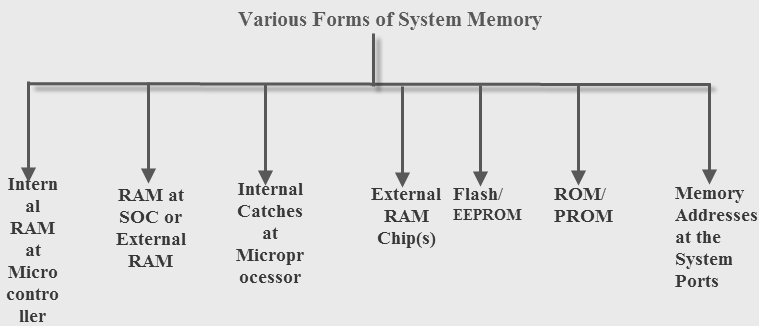 Various Forms of System Memory
Intern
al
RAM
at
Micro
contro
ller
RAM at
SOC or
External
RAM
Internal
Catches
at
Micropr
ocessor
External
RAM
Chip(s)
Flash/
EEPROM
ROM/
PROM
Memory
Addresses
at the
System
Ports